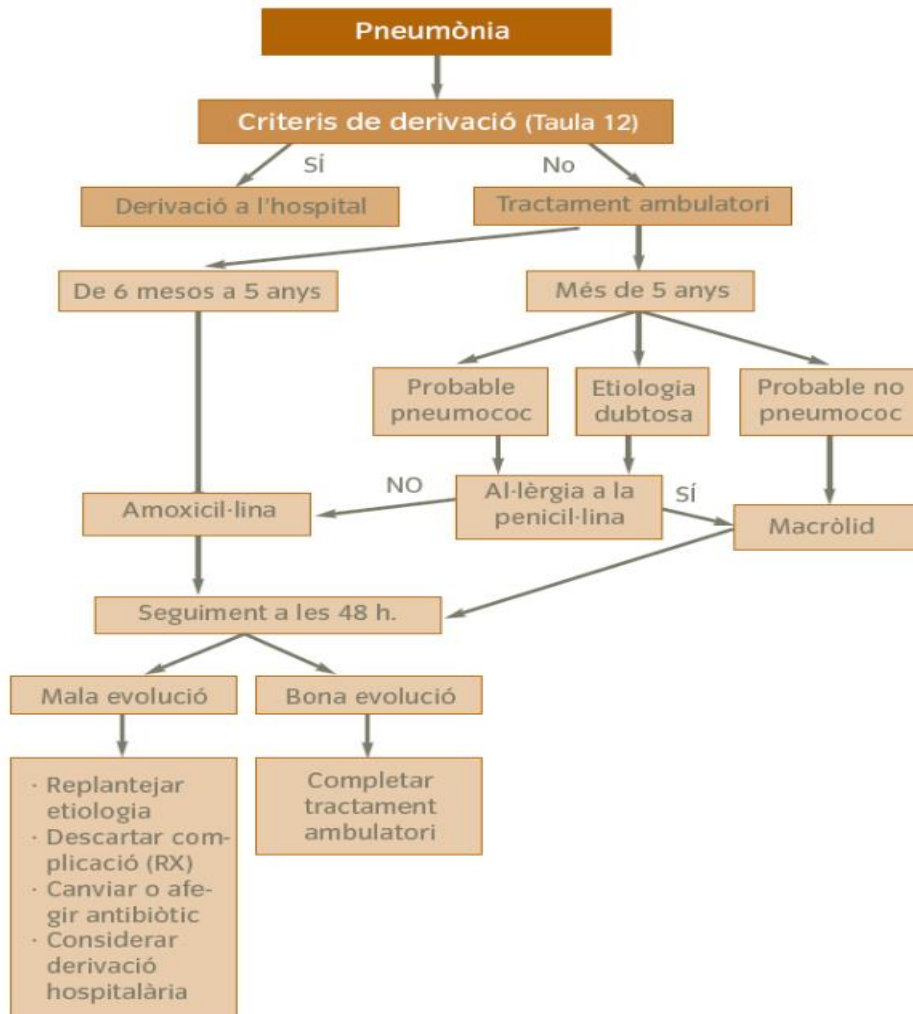 Pneumònia
Criteris de derivació (Taula 12)
SÍ
No
Derivació a l'hospital
Tractament ambulatori
De 6 mesos a 5 anys
Més de 5 anys
Probable
pneumococ
Etiologia
dubtosa
Probable no
pneumococ
Amoxicil·lina
NO
Al·lèrgia a la
penicil·lina
SÍ
Macròlid
Seguiment a les 48 h.
Mala evolució
Bona evolució
· Replantejar
etiologia
· Descartar com-
plicació (RX)
· Canviar o afe-
gir antibiòtic
· Considerar
derivació
hospitalària
Completar
tractament
ambulatori